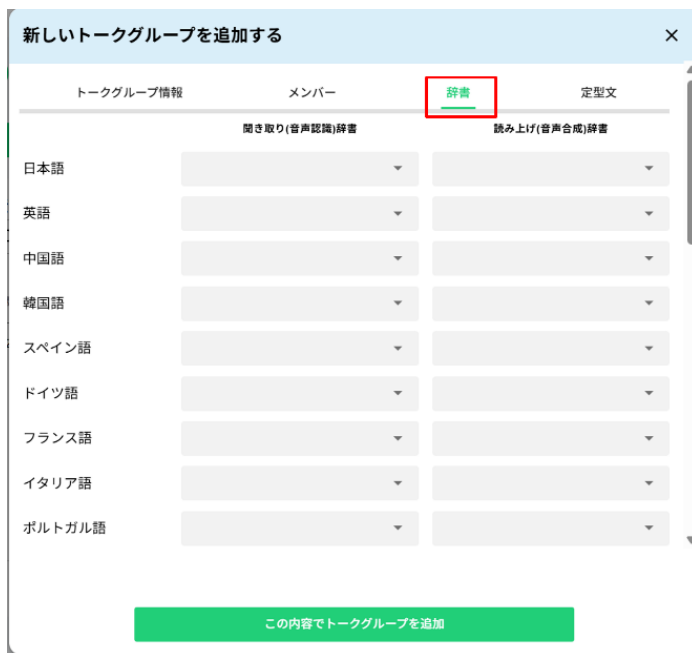 新しいトークグループを追加する ×
トークグループ情報 メンバー 辞書 定型文
聞き取り(音声認識)辞書 読み上げ(音声合成)辞書
日本語
英語
中国語
韓国語
スペイン語
ドイツ語
フランス語
イタリア語
ポルトガル語
この内容でトークグループを追加